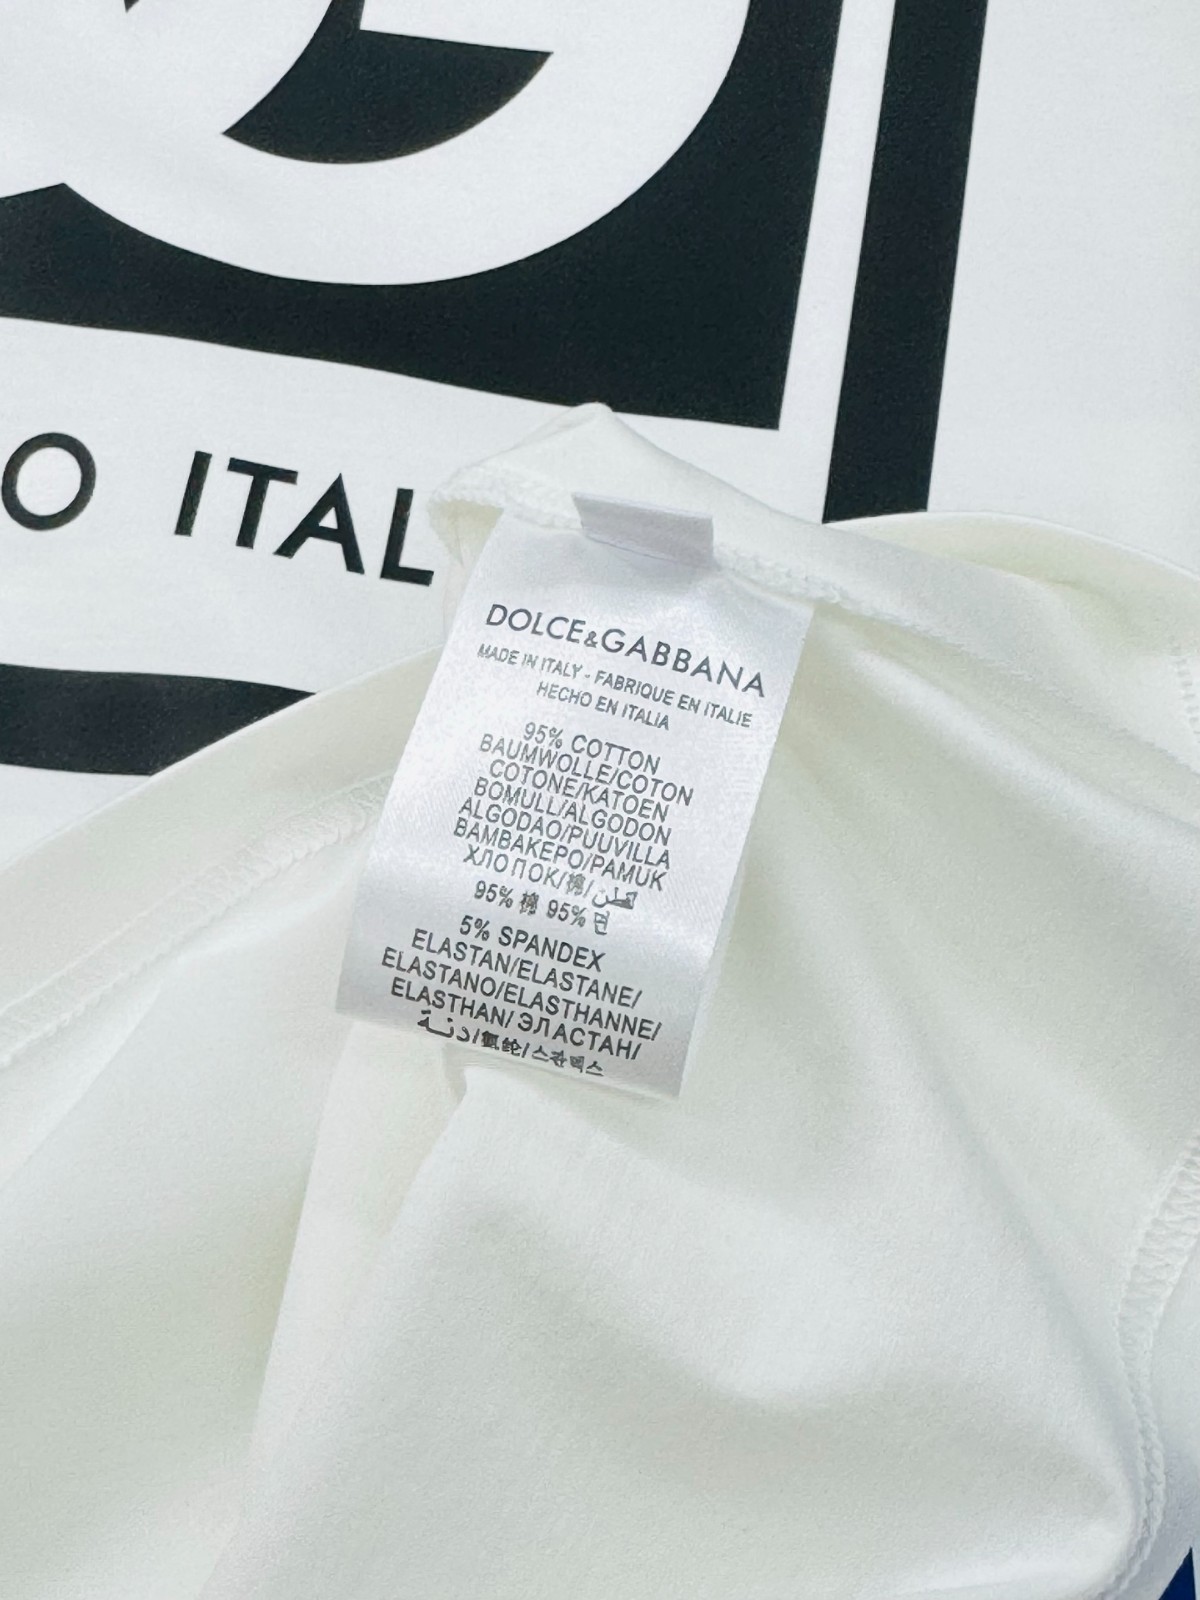 O ITAL
DOLCE&GABBANA
MADE IN ITALY - FABRIQUE EN ITALIE
HECHO EN ITALIA
95% COTTON
BAUMWOLLE/COTON
COTONE/KATOEN
BOMULL/ALGODON
ALGODAO/PUUVILLA
BAMBAKEPO/PAMUK
ХЛОПОК/棉/قطن
95% 棉 95% 면
5% SPANDEX
ELASTAN/ELASTANE/
ELASTANO/ELASTHANNE/
ELASTHAN/ ЭЛАСТАН/
氨纶/스판덱스